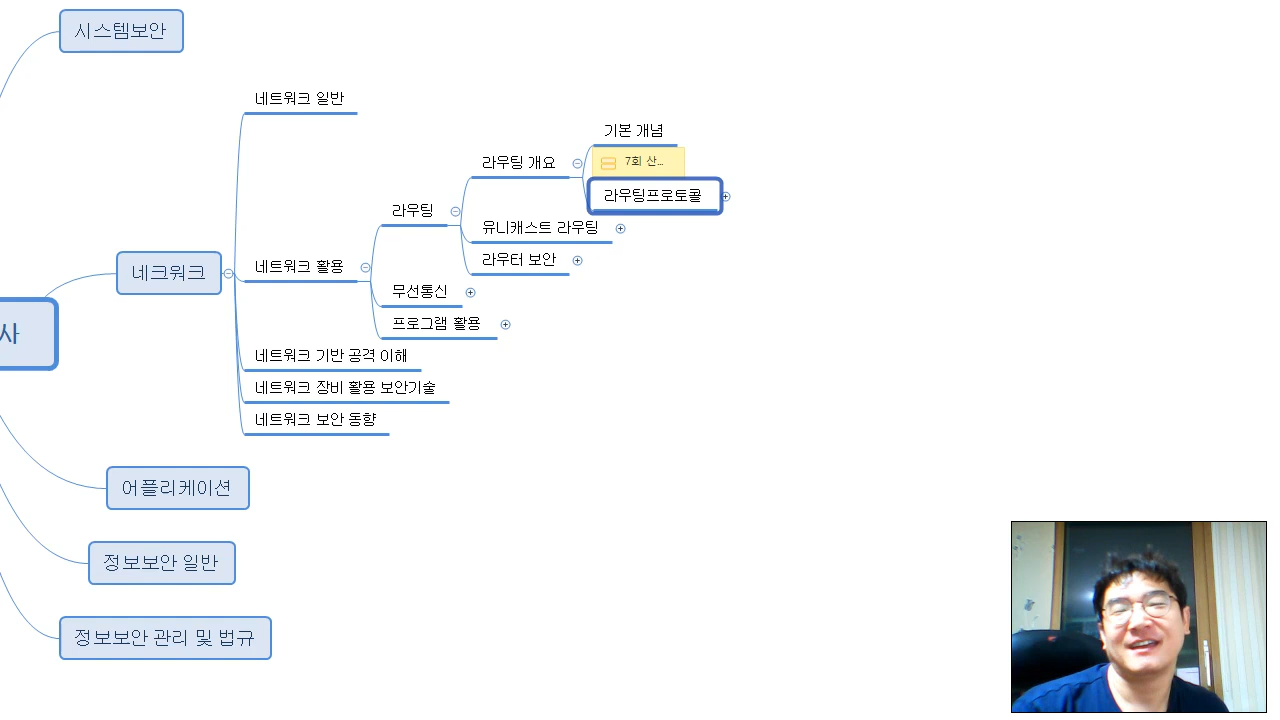 시스템보안
네트워크 일반
기본 개념
라우팅 개요
7회 산...
라우팅프로토콜
라우팅
유니캐스트 라우팅
라우터 보안
네크워크
네트워크 활용
무선통신
프로그램 활용
사
네트워크 기반 공격 이해
네트워크 장비 활용 보안기술
네트워크 보안 동향
어플리케이션
정보보안 일반
정보보안 관리 및 법규